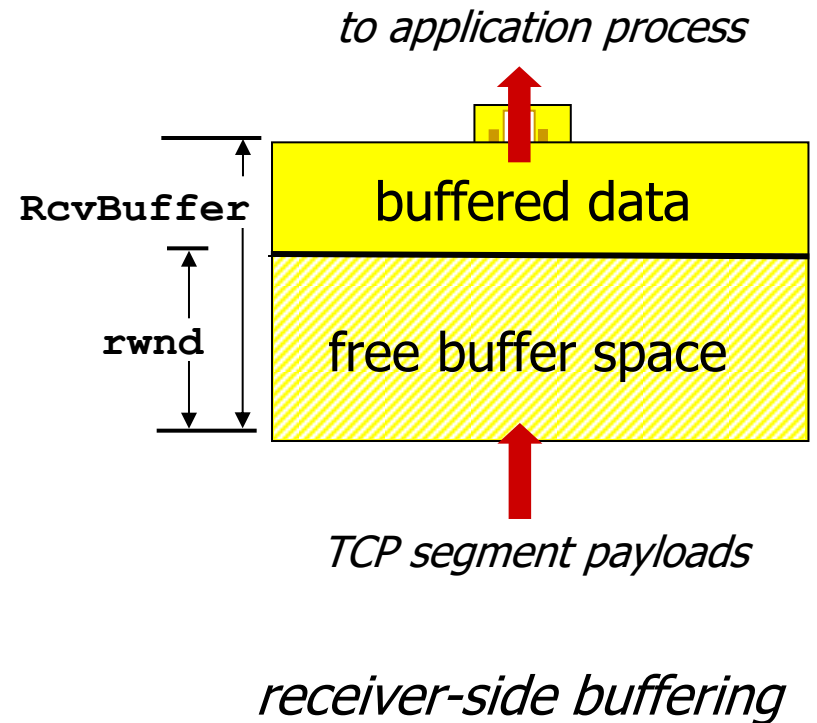 to application process
RcvBuffer
buffered data
rwnd
free buffer space
TCP segment payloads
receiver-side buffering